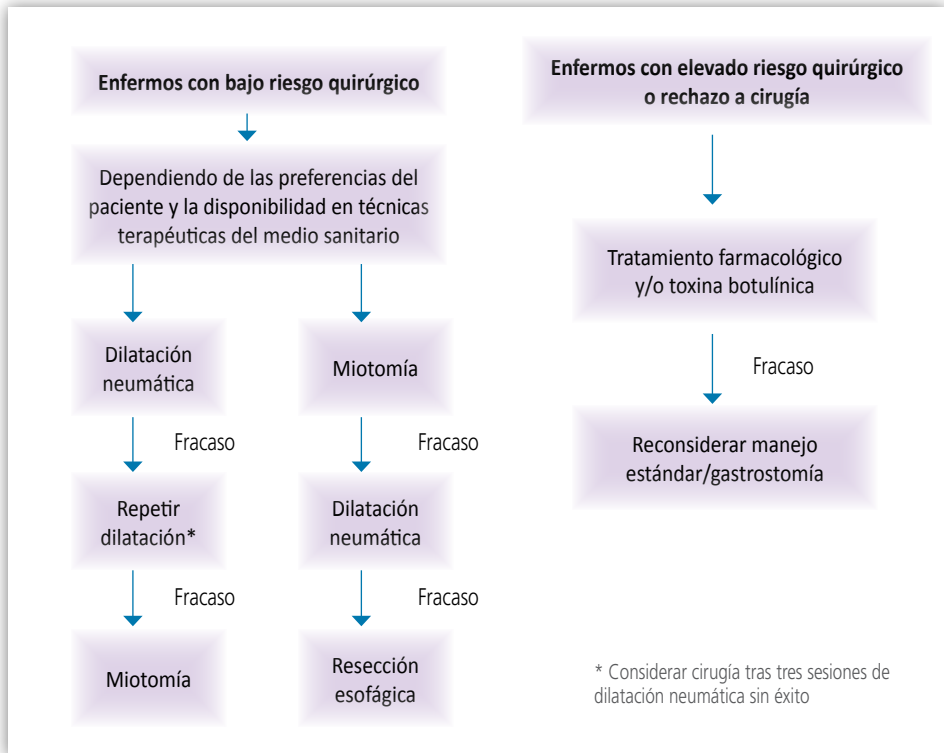 Enfermos con bajo riesgo quirúrgico
Dependiendo de las preferencias del
paciente y la disponibilidad en técnicas
terapéuticas del medio sanitario
Dilatación
neumática
Fracaso
Repetir
dilatación*
Fracaso
Miotomía
Miotomía
Fracaso
Dilatación
neumática
Fracaso
Resección
esofágica
Enfermos con elevado riesgo quirúrgico
o rechazo a cirugía
Tratamiento farmacológico
y/o toxina botulínica
Fracaso
Reconsiderar manejo
estándar/gastrostomía
* Considerar cirugía tras tres sesiones de
dilatación neumática sin éxito